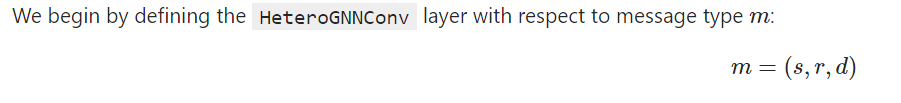 We begin by defining the HeteroGNNConv layer with respect to message type m:
m = (s, r, d)